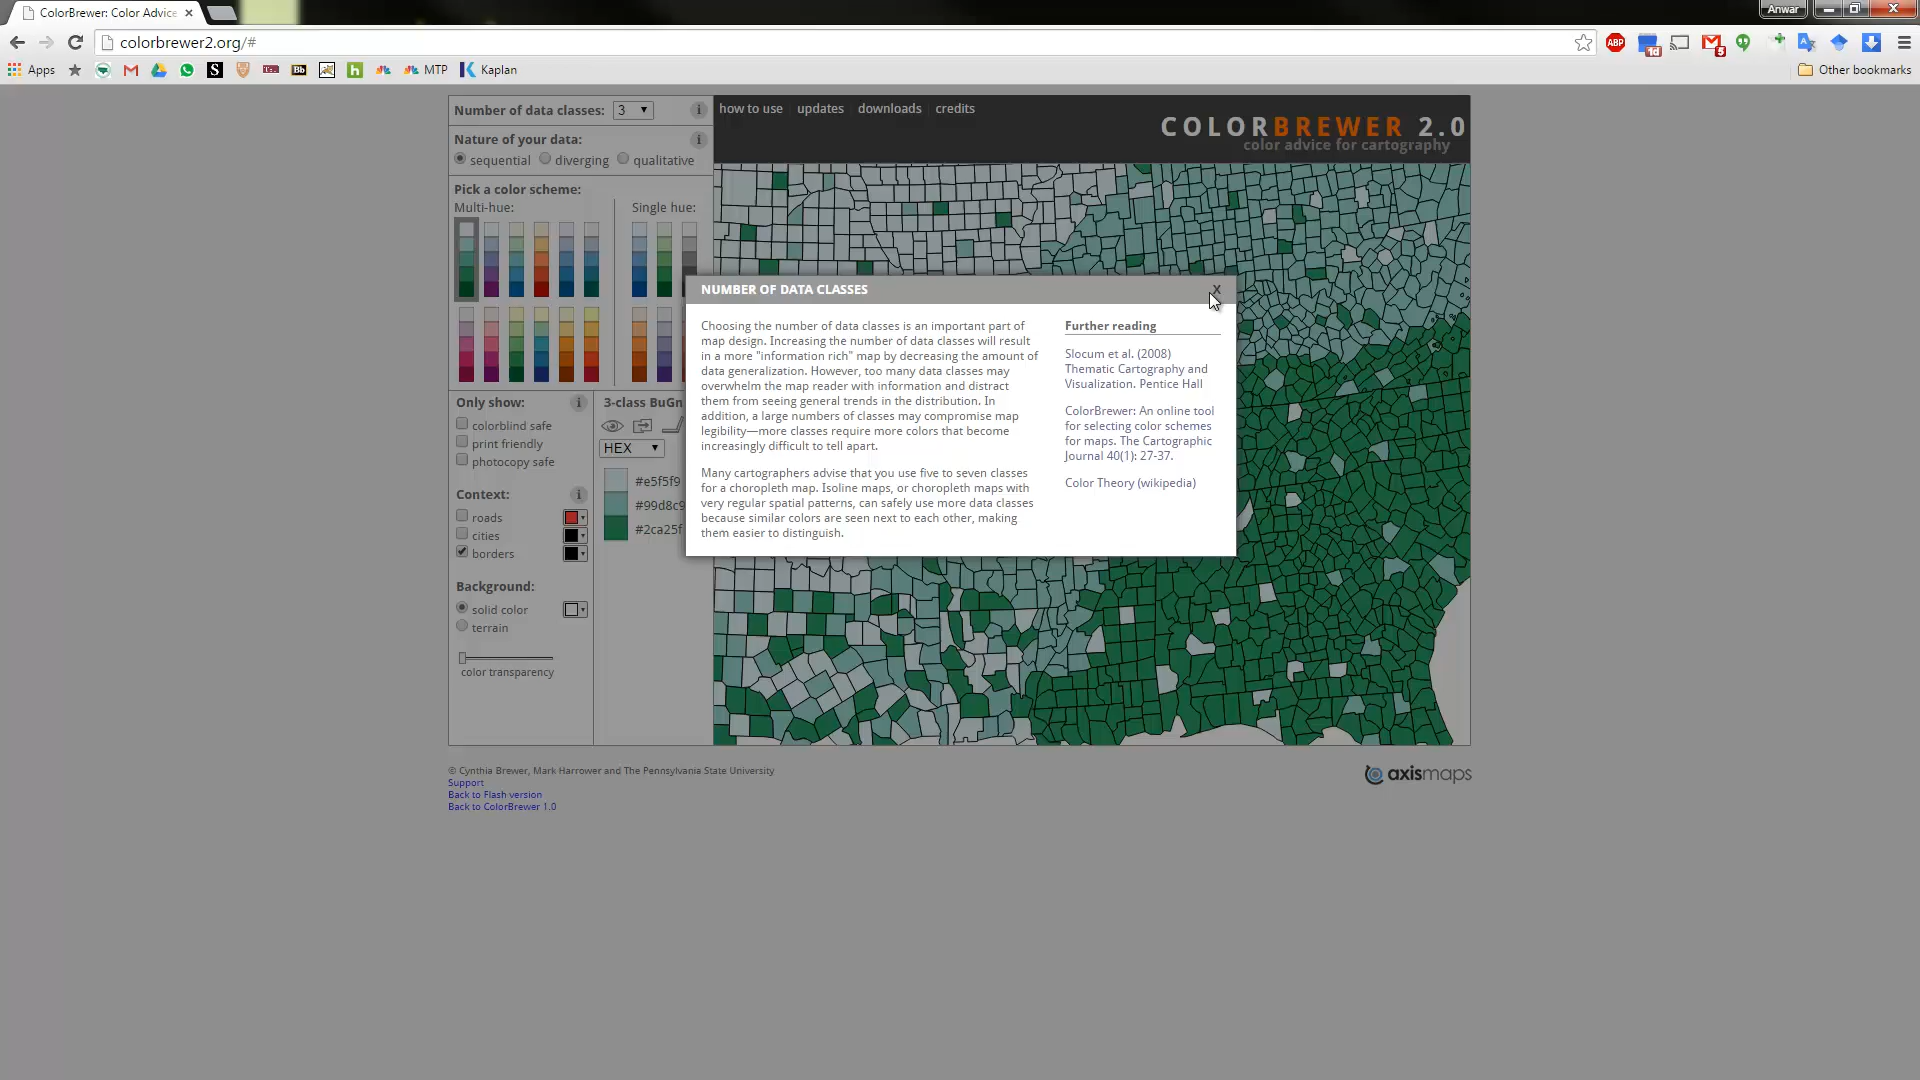 ColorBrewer: Color Advice
Anwar
colorbrewer2.org/#
Apps
MTP
Kaplan
Other bookmarks
Number of data classes: 3
how to use
updates
downloads
credits
COLORBREWER 2.0
color advice for cartography
Nature of your data:
sequential
diverging
qualitative
Pick a color scheme:
Multi-hue:
Single hue:
NUMBER OF DATA CLASSES
X
Choosing the number of data classes is an important part of
map design. Increasing the number of data classes will result
in a more "information rich" map by decreasing the amount of
data generalization. However, too many data classes may
overwhelm the map reader with information and distract
them from seeing general trends in the distribution. In
addition, a large numbers of classes may compromise map
legibility—more classes require more colors that become
increasingly difficult to tell apart.
Many cartographers advise that you use five to seven classes
for a choropleth map. Isoline maps, or choropleth maps with
very regular spatial patterns, can safely use more data classes
because similar colors are seen next to each other, making
them easier to distinguish.
Further reading
Slocum et al. (2008)
Thematic Cartography and
Visualization. Pentice Hall
ColorBrewer: An online tool
for selecting color schemes
for maps. The Cartographic
Journal 40(1): 27-37.
Color Theory (wikipedia)
Only show:
colorblind safe
print friendly
photocopy safe
3-class BuGn
HEX
#e5f5f9
#99d8c9
#2ca25f
Context:
roads
cities
borders
Background:
solid color
terrain
color transparency
© Cynthia Brewer, Mark Harrower and The Pennsylvania State University
Support
Back to Flash version
Back to ColorBrewer 1.0
axismaps